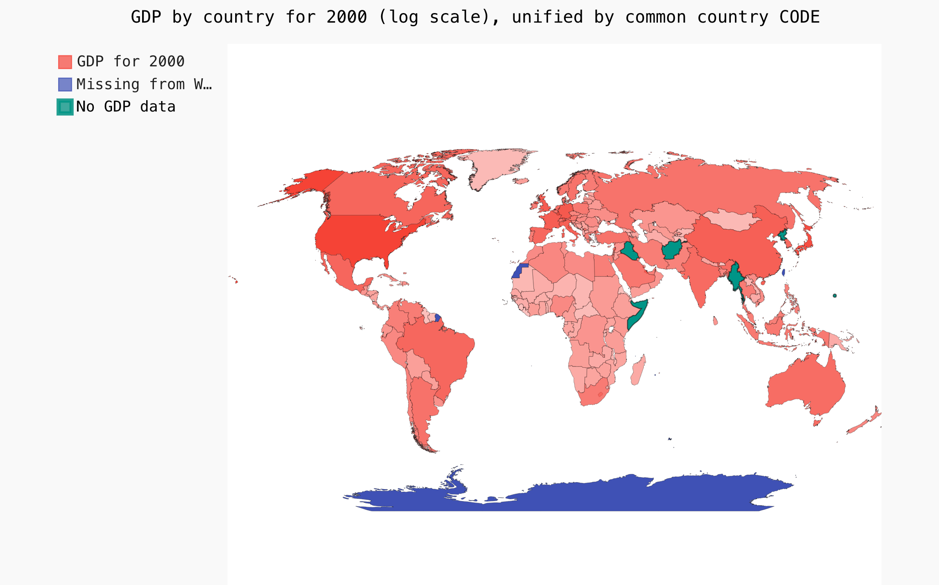 GDP by country for 2000 (log scale), unified by common country CODE
GDP for 2000
Missing from W…
No GDP data